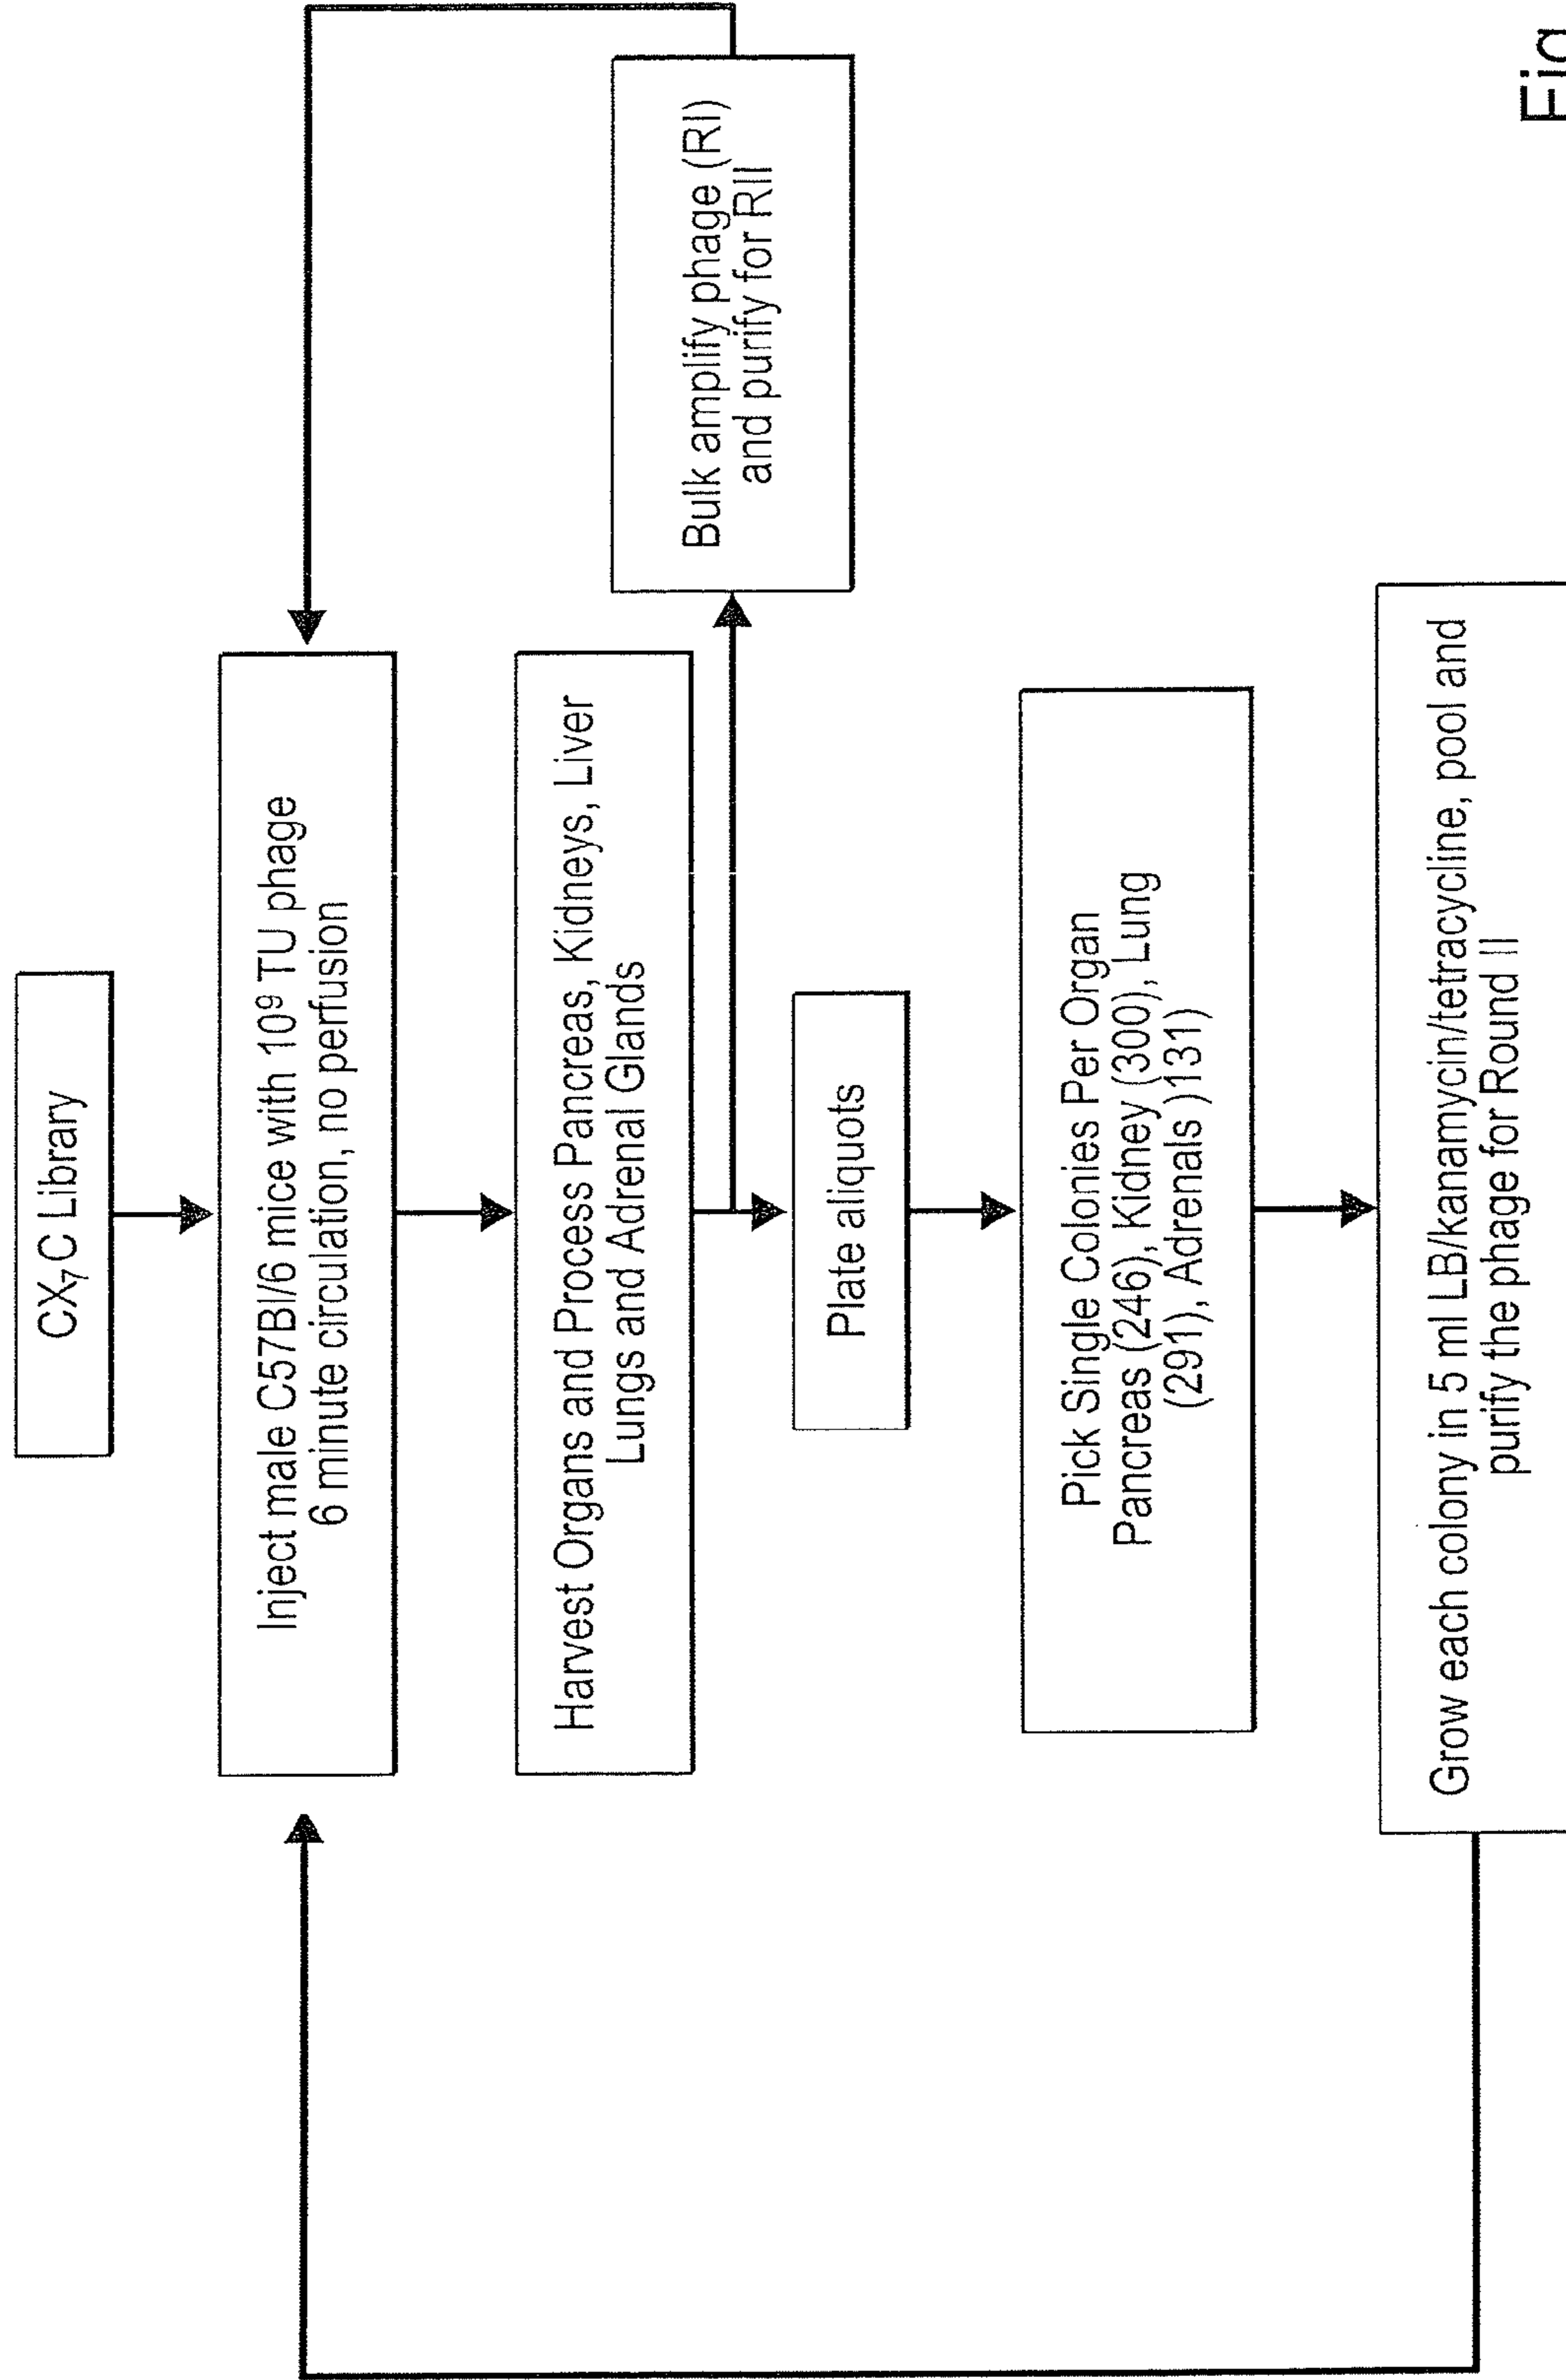 CX₇C Library
Inject male C57Bl/6 mice with 10⁹ TU phage
6 minute circulation, no perfusion
Harvest Organs and Process Pancreas, Kidneys, Liver
Lungs and Adrenal Glands
Bulk amplify phage (RI)
and purify for RII
Plate aliquots
Pick Single Colonies Per Organ
Pancreas (246), Kidney (300), Lung
(291), Adrenals )131)
Grow each colony in 5 ml LB/kanamycin/tetracycline, pool and
purify the phage for Round II
Fig